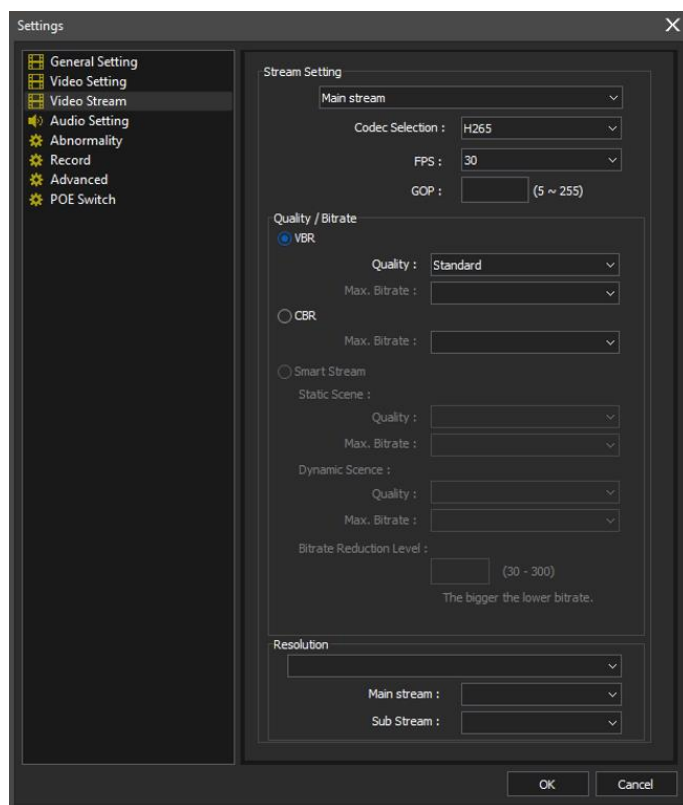 Settings
General Setting
Video Setting
Video Stream
Audio Setting
Abnormality
Record
Advanced
POE Switch
Stream Setting
Main stream
Codec Selection : H265
FPS : 30
GOP : (5 ~ 255)
Quality / Bitrate
VBR
Quality : Standard
Max. Bitrate :
CBR
Max. Bitrate :
Smart Stream
Static Scene :
Quality :
Max. Bitrate :
Dynamic Scence :
Quality :
Max. Bitrate :
Bitrate Reduction Level :
(30 - 300)
The bigger the lower bitrate.
Resolution
Main stream :
Sub Stream :
OK Cancel